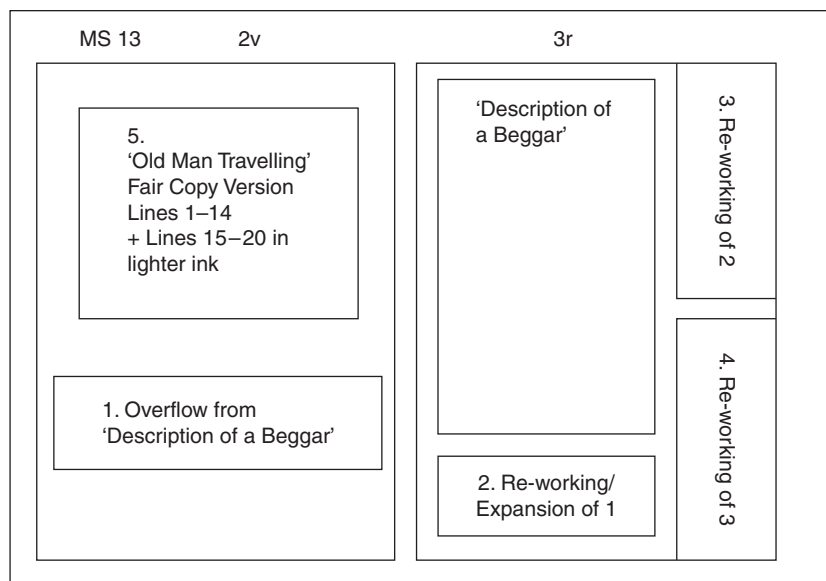 MS 13 2v 3r
5.
‘Old Man Travelling’
Fair Copy Version
Lines 1–14
+ Lines 15–20 in
lighter ink
1. Overflow from
‘Description of a Beggar’
‘Description of
a Beggar’
2. Re-working/
Expansion of 1
3. Re-working of 2
4. Re-working of 3